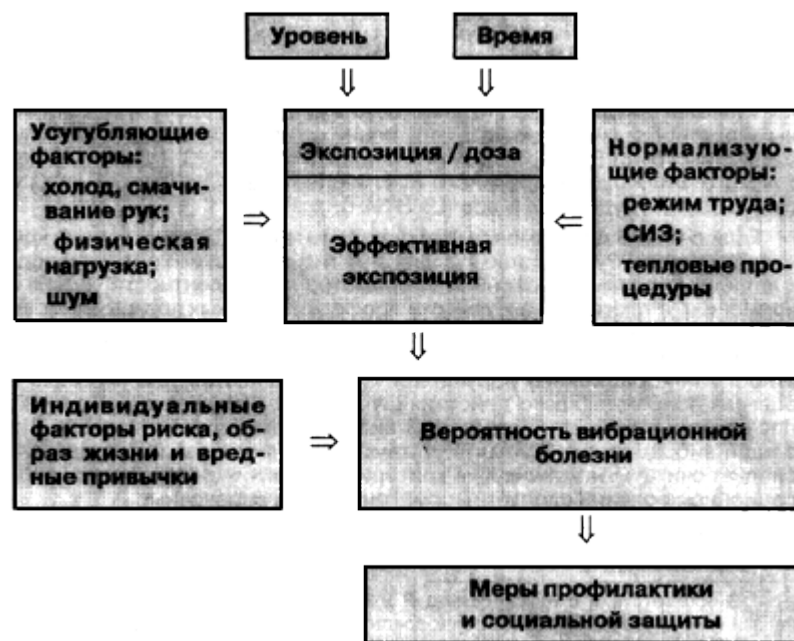 Уровень
Время
Усугубляющие
факторы:
холод, смачи-
вание рук;
физическая
нагрузка;
шум
Экспозиция / доза
Эффективная
экспозиция
Нормализую-
щие факторы:
режим труда;
СИЗ;
тепловые про-
цедуры
Индивидуальные
факторы риска, об-
раз жизни и вред-
ные привычки
Вероятность вибрационной
болезни
Меры профилактики
и социальной защиты